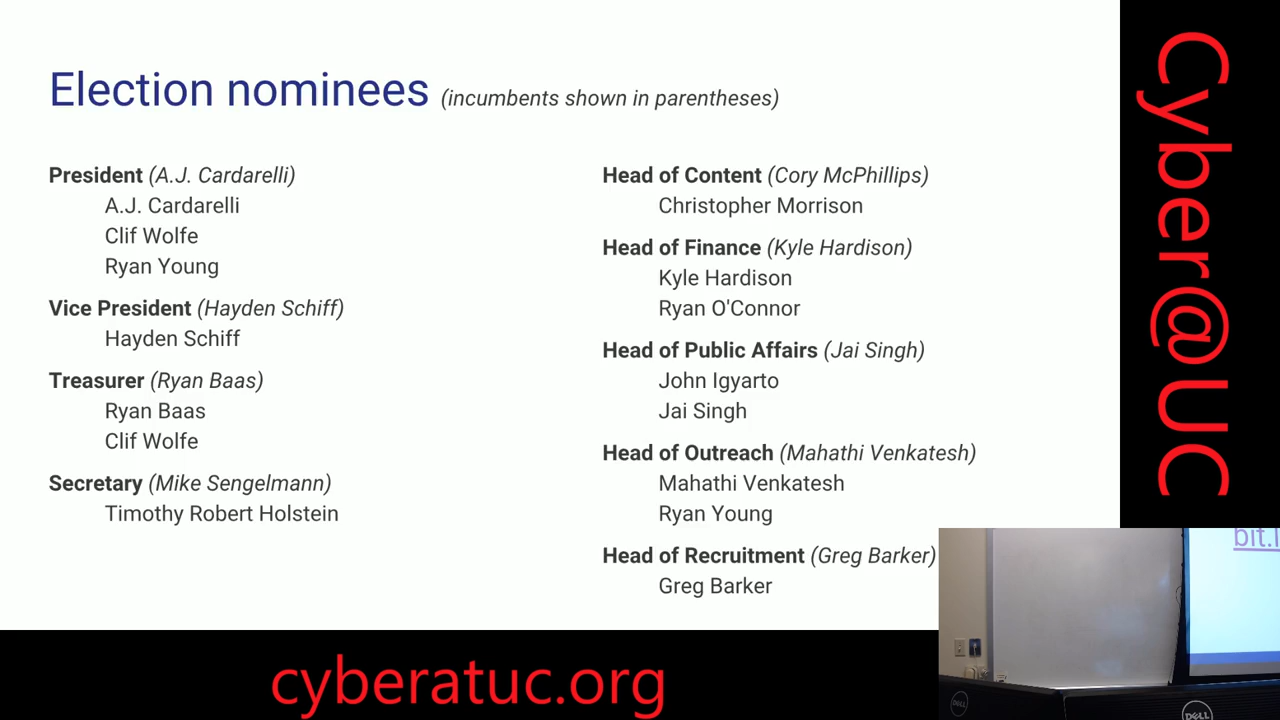 Election nominees (incumbents shown in parentheses)
President (A.J. Cardarelli)
A.J. Cardarelli
Clif Wolfe
Ryan Young
Vice President (Hayden Schiff)
Hayden Schiff
Treasurer (Ryan Baas)
Ryan Baas
Clif Wolfe
Secretary (Mike Sengelmann)
Timothy Robert Holstein
Head of Content (Cory McPhillips)
Christopher Morrison
Head of Finance (Kyle Hardison)
Kyle Hardison
Ryan O'Connor
Head of Public Affairs (Jai Singh)
John Igyarto
Jai Singh
Head of Outreach (Mahathi Venkatesh)
Mahathi Venkatesh
Ryan Young
Head of Recruitment (Greg Barker)
Greg Barker
Cyber@UC
cyberatuc.org
bit.l
DELL
DELL